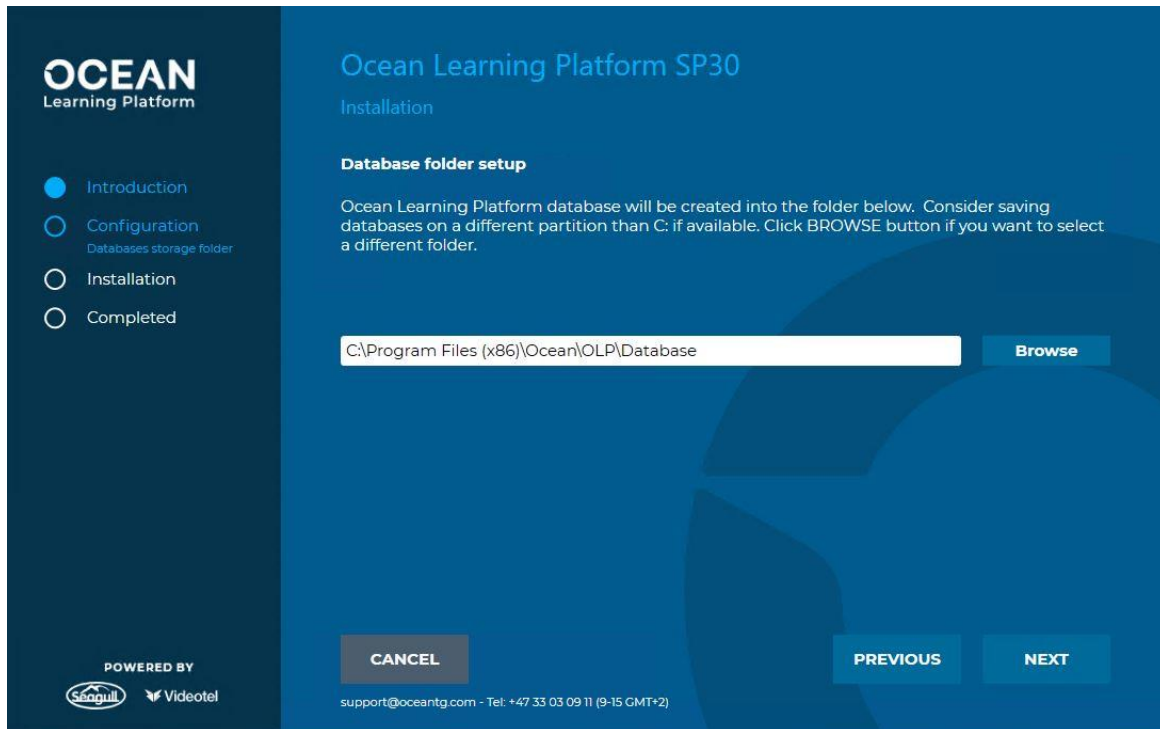 OCEAN
Learning Platform
Introduction
Configuration
Databases storage folder
Installation
Completed
POWERED BY
Seagull Videotel
Ocean Learning Platform SP30
Installation
Database folder setup
Ocean Learning Platform database will be created into the folder below. Consider saving
databases on a different partition than C: if available. Click BROWSE button if you want to select
a different folder.
C:\Program Files (x86)\Ocean\OLP\Database
Browse
CANCEL
PREVIOUS
NEXT
support@oceantg.com - Tel: +47 33 03 09 11 (9-15 GMT+2)